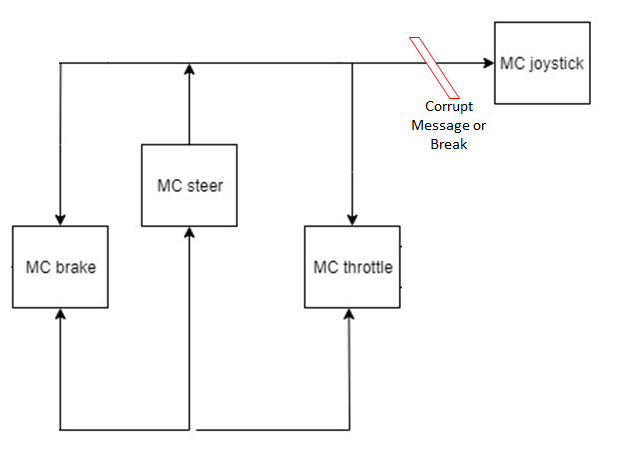 MC joystick
Corrupt
Message or
Break
MC steer
MC brake
MC throttle